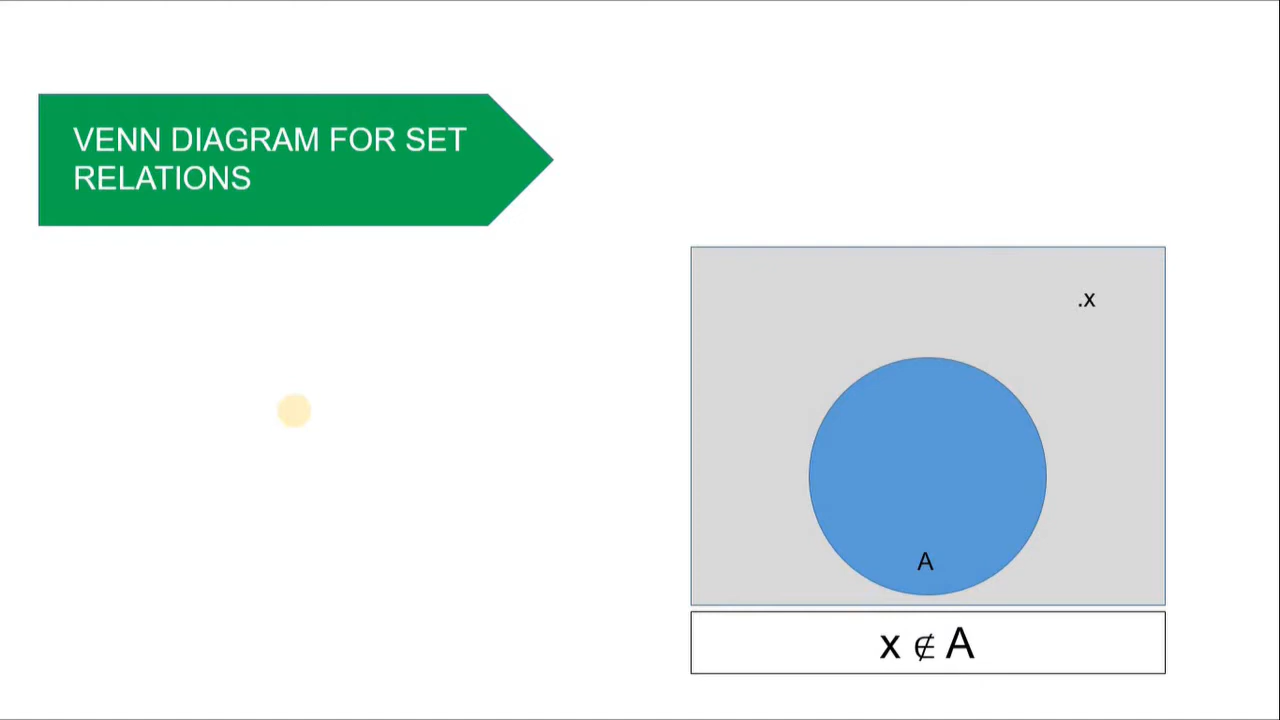 VENN DIAGRAM FOR SET
RELATIONS
.x
A
x ∉ A